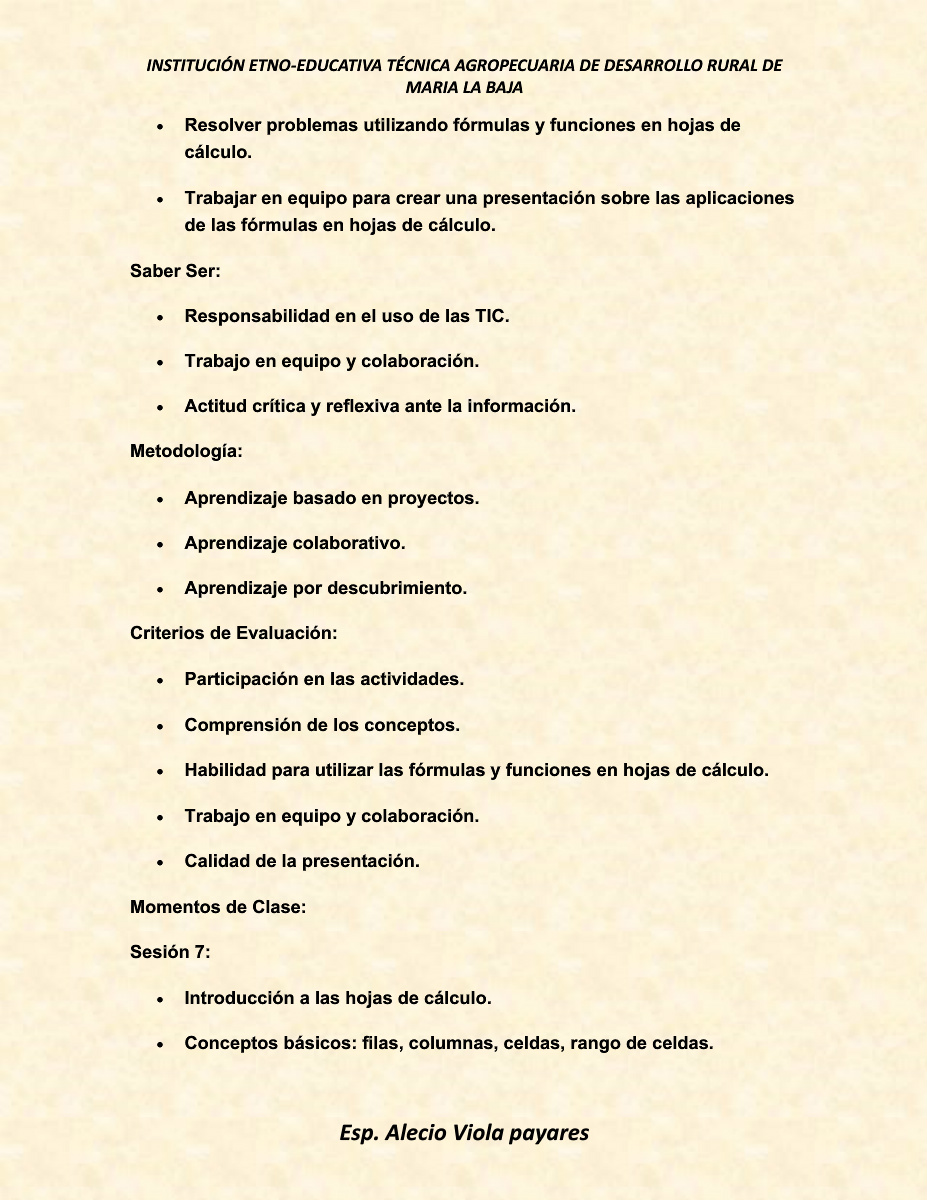 INSTITUCIÓN ETNO-EDUCATIVA TÉCNICA AGROPECUARIA DE DESARROLLO RURAL DE
MARIA LA BAJA
• Resolver problemas utilizando fórmulas y funciones en hojas de
cálculo.
• Trabajar en equipo para crear una presentación sobre las aplicaciones
de las fórmulas en hojas de cálculo.
Saber Ser:
• Responsabilidad en el uso de las TIC.
• Trabajo en equipo y colaboración.
• Actitud crítica y reflexiva ante la información.
Metodología:
• Aprendizaje basado en proyectos.
• Aprendizaje colaborativo.
• Aprendizaje por descubrimiento.
Criterios de Evaluación:
• Participación en las actividades.
• Comprensión de los conceptos.
• Habilidad para utilizar las fórmulas y funciones en hojas de cálculo.
• Trabajo en equipo y colaboración.
• Calidad de la presentación.
Momentos de Clase:
Sesión 7:
• Introducción a las hojas de cálculo.
• Conceptos básicos: filas, columnas, celdas, rango de celdas.
Esp. Alecio Viola payares